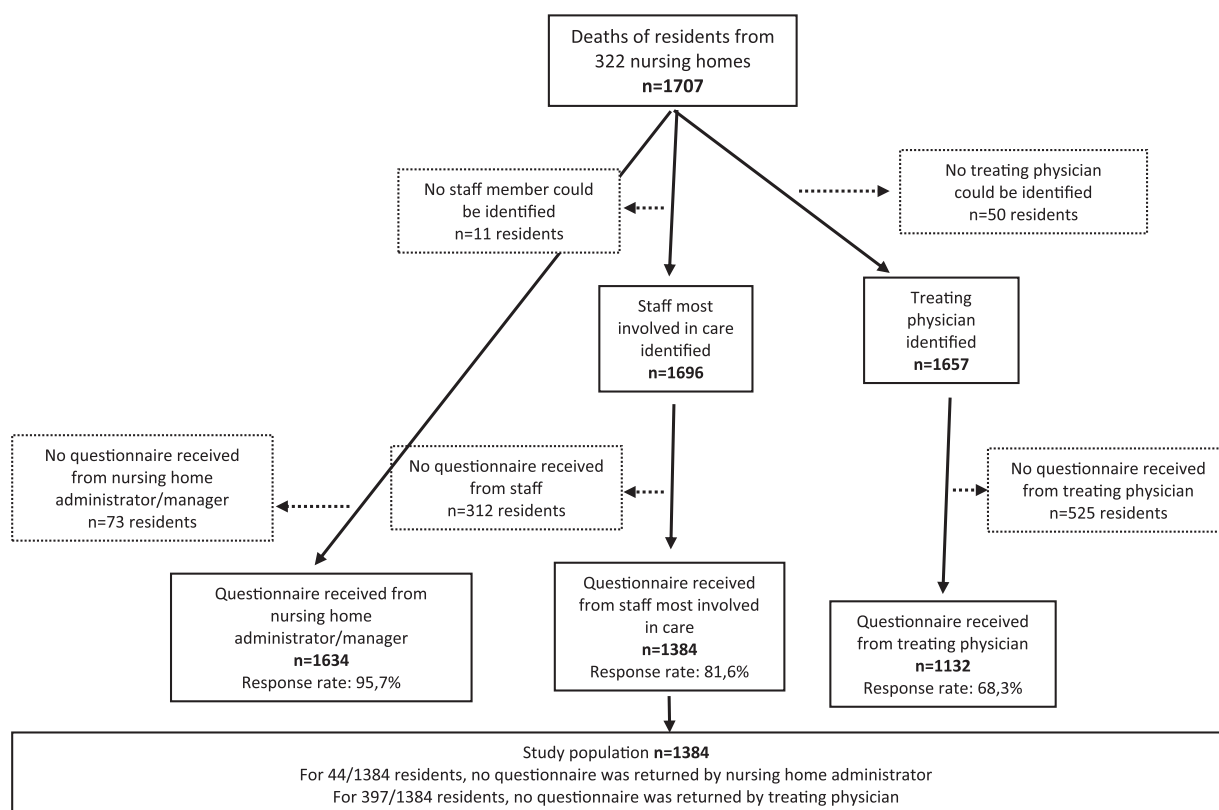 Deaths of residents from
322 nursing homes
n=1707
No staff member could
be identified
n=11 residents
No treating physician
could be identified
n=50 residents
Staff most
involved in care
identified
n=1696
Treating
physician
identified
n=1657
No questionnaire received
from nursing home
administrator/manager
n=73 residents
No questionnaire received
from staff
n=312 residents
No questionnaire received
from treating physician
n=525 residents
Questionnaire received from
nursing home
administrator/manager
n=1634
Response rate: 95,7%
Questionnaire received
from staff most involved
in care
n=1384
Response rate: 81,6%
Questionnaire received
from treating physician
n=1132
Response rate: 68,3%
Study population n=1384
For 44/1384 residents, no questionnaire was returned by nursing home administrator
For 397/1384 residents, no questionnaire was returned by treating physician